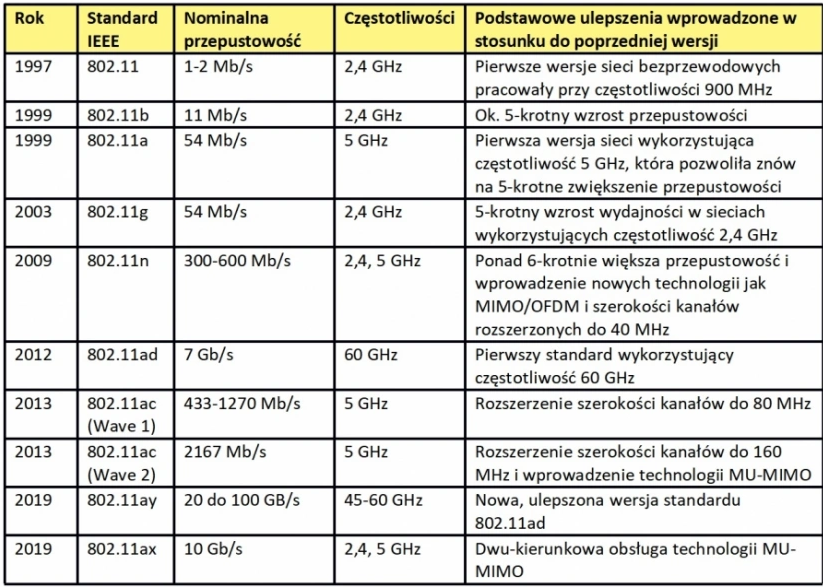 Rok Standard IEEE Nominalna przepustowość Częstotliwości Podstawowe ulepszenia wprowadzone w stosunku do poprzedniej wersji
1997 802.11 1-2 Mb/s 2,4 GHz Pierwsze wersje sieci bezprzewodowych
pracowały przy częstotliwości 900 MHz
1999 802.11b 11 Mb/s 2,4 GHz Ok. 5-krotny wzrost przepustowości
1999 802.11a 54 Mb/s 5 GHz Pierwsza wersja sieci wykorzystująca
częstotliwość 5 GHz, która pozwoliła znów
na 5-krotne zwiększenie przepustowości
2003 802.11g 54 Mb/s 2,4 GHz 5-krotny wzrost wydajności w sieciach
wykorzystujących częstotliwość 2,4 GHz
2009 802.11n 300-600 Mb/s 2,4, 5 GHz Ponad 6-krotnie większa przepustowość i
wprowadzenie nowych technologii jak
MIMO/OFDM i szerokości kanałów
rozszerzonych do 40 MHz
2012 802.11ad 7 Gb/s 60 GHz Pierwszy standard wykorzystujący
częstotliwość 60 GHz
2013 802.11ac 433-1270 Mb/s 5 GHz Rozszerzenie szerokości kanałów do 80 MHz
(Wave 1)
2013 802.11ac 2167 Mb/s 5 GHz Rozszerzenie szerokości kanałów do 160
(Wave 2) MHz i wprowadzenie technologii MU-MIMO
2019 802.11ay 20 do 100 GB/s 45-60 GHz Nowa, ulepszona wersja standardu
802.11ad
2019 802.11ax 10 Gb/s 2,4, 5 GHz Dwu-kierunkowa obsługa technologii MU-
MIMO